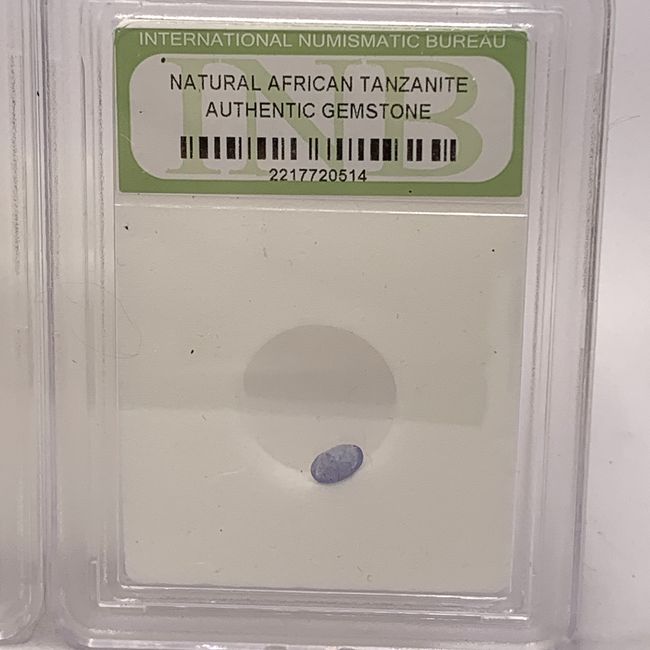 INTERNATIONAL NUMISMATIC BUREAU
INB
NATURAL AFRICAN TANZANITE
AUTHENTIC GEMSTONE
2217720514